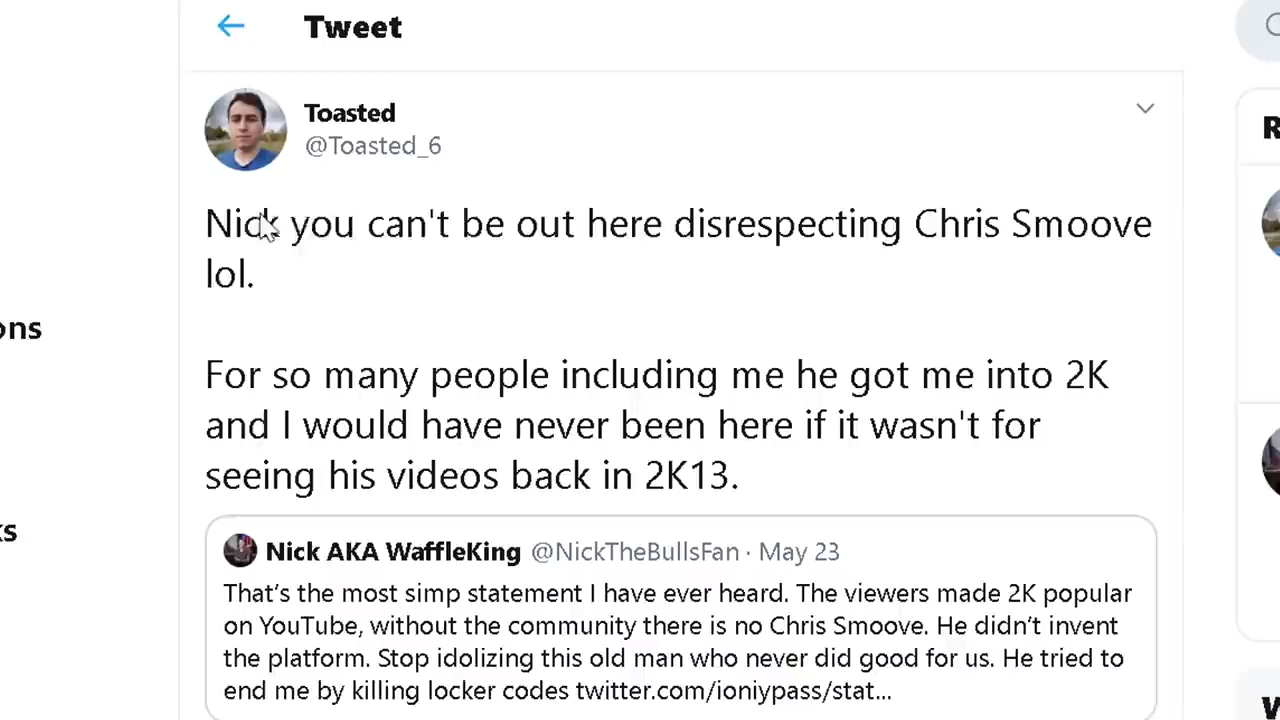 Tweet
Toasted
@Toasted_6
Nick you can't be out here disrespecting Chris Smoove
lol.
For so many people including me he got me into 2K
and I would have never been here if it wasn't for
seeing his videos back in 2K13.
Nick AKA WaffleKing @NickTheBullsFan · May 23
That's the most simp statement I have ever heard. The viewers made 2K popular
on YouTube, without the community there is no Chris Smoove. He didn't invent
the platform. Stop idolizing this old man who never did good for us. He tried to
end me by killing locker codes twitter.com/ioniypass/stat...